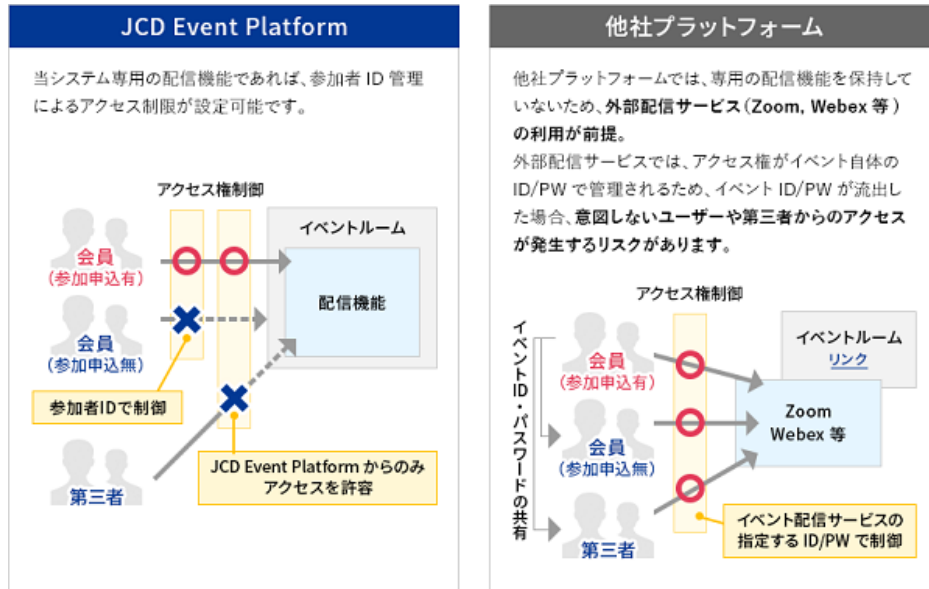 JCD Event Platform
当システム専用の配信機能であれば、参加者 ID 管理
によるアクセス制限が設定可能です。
アクセス権制御
イベントルーム
会員
(参加申込有)
配信機能
会員
(参加申込無)
参加者IDで制御
第三者
JCD Event Platform からのみ
アクセスを許容
他社プラットフォーム
他社プラットフォームでは、専用の配信機能を保持して
いないため、外部配信サービス(Zoom, Webex 等)
の利用が前提。
外部配信サービスでは、アクセス権がイベント自体の
ID/PW で管理されるため、イベント ID/PW が流出し
た場合、意図しないユーザーや第三者からのアクセス
が発生するリスクがあります。
アクセス権制御
イベントID・パスワードの共有
イベントルーム
リンク
会員
(参加申込有)
Zoom
Webex 等
会員
(参加申込無)
第三者
イベント配信サービスの
指定する ID/PW で制御